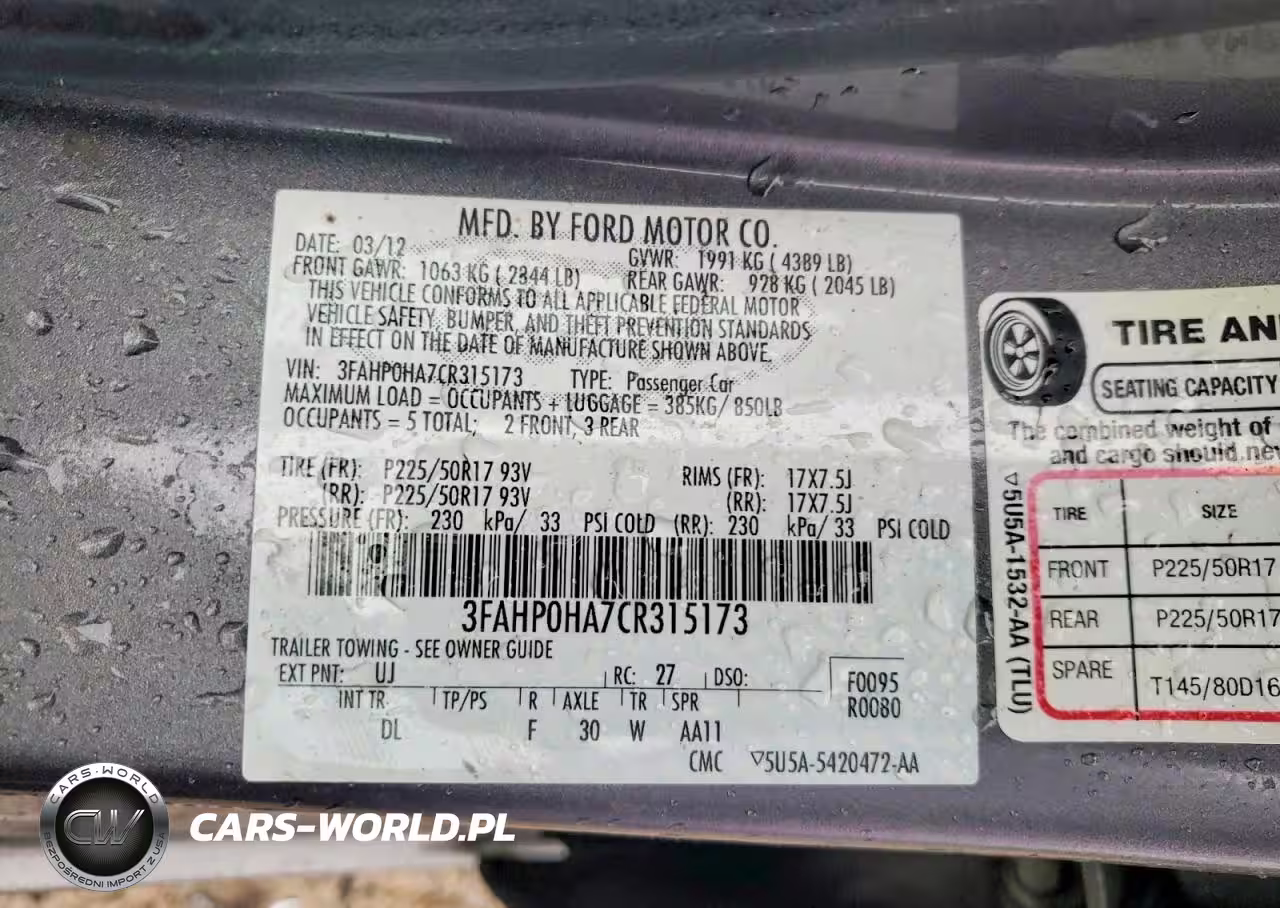 MFD. BY FORD MOTOR CO.
DATE: 03/12 GVWR: 1991 KG ( 4389 LB)
FRONT GAWR: 1063 KG ( 2344 LB) REAR GAWR: 928 KG ( 2045 LB)
THIS VEHICLE CONFORMS TO ALL APPLICABLE FEDERAL MOTOR
VEHICLE SAFETY, BUMPER, AND THEFT PREVENTION STANDARDS
IN EFFECT ON THE DATE OF MANUFACTURE SHOWN ABOVE.
VIN: 3FAHP0HA7CR315173 TYPE: Passenger Car
MAXIMUM LOAD = OCCUPANTS + LUGGAGE = 385KG/ 850LB
OCCUPANTS = 5 TOTAL; 2 FRONT, 3 REAR
TIRE (FR): P225/50R17 93V RIMS (FR): 17X7.5J
(RR): P225/50R17 93V (RR): 17X7.5J
PRESSURE (FR): 230 kPa/ 33 PSI COLD (RR): 230 kPa/ 33 PSI COLD
3FAHP0HA7CR315173
TRAILER TOWING - SEE OWNER GUIDE
EXT PNT: UJ RC: 27 DSO:
INT TR TP/PS R AXLE TR SPR
DL F 30 W AA11
F0095
R0080
CMC ▽5U5A-5420472-AA
TIRE AN
SEATING CAPACITY
The combined weight of
and cargo should nev
▽5U5A-1532-AA (TLU)
TIRE SIZE
FRONT P225/50R17
REAR P225/50R17
SPARE T145/80D16
CARS-WORLD
CW
BEZPOŚREDNI IMPORT Z USA
CARS-WORLD.PL